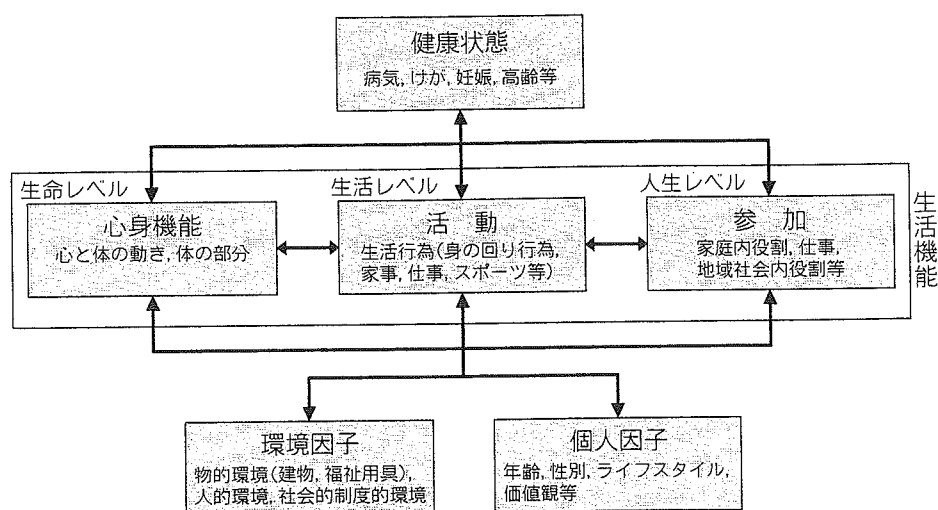 健康状態
病気, けが, 妊娠, 高齢等
生命レベル
生活レベル
人生レベル
心身機能
心と体の動き, 体の部分
活 動
生活行為(身の回り行為,
家事, 仕事, スポーツ等)
参 加
家庭内役割, 仕事,
地域社会内役割等
生活機能
環境因子
物的環境(建物, 福祉用具),
人的環境, 社会的制度的環境
個人因子
年齢, 性別, ライフスタイル,
価値観等